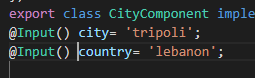 export class CityComponent imple
@Input() city= 'tripoli';
@Input() country= 'lebanon';